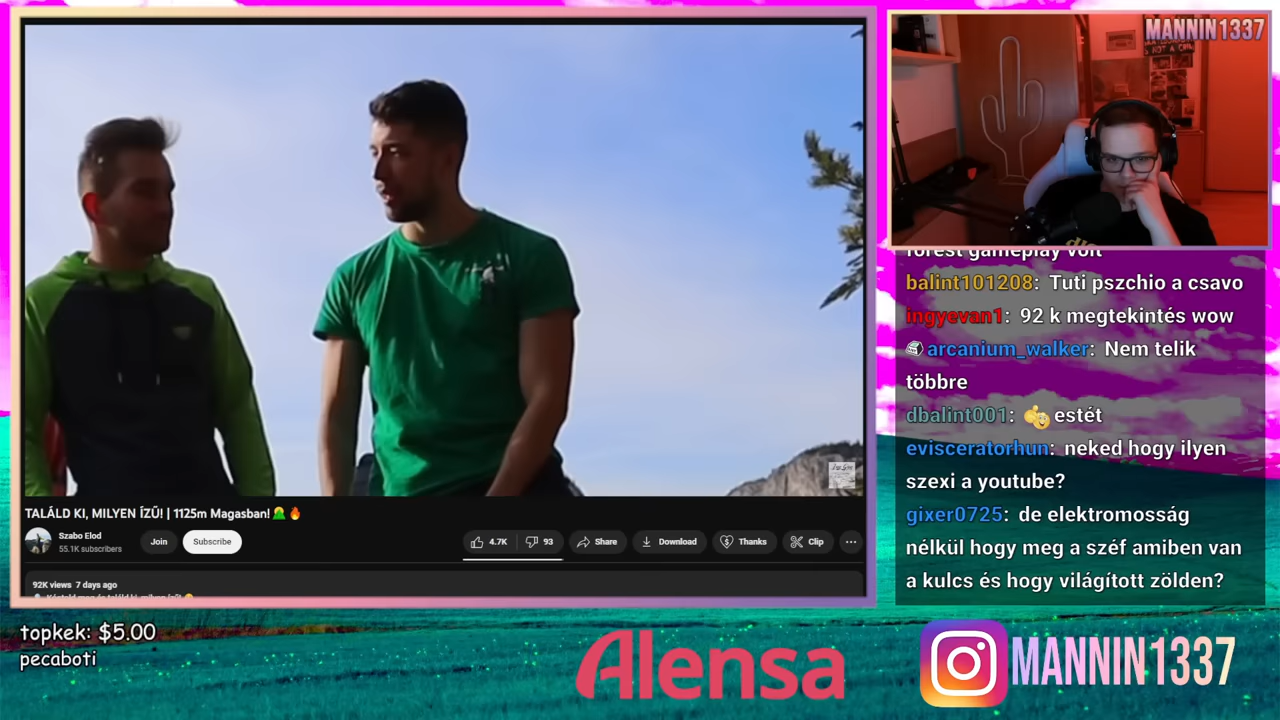 MANNIN1337
forest gameplay volt
balint101208: Tuti pszchio a csavo
ingyevan1: 92 k megtekintés wow
arcanium_walker: Nem telik
többre
dbalint001: estét
evisceratorhun: neked hogy ilyen
szexi a youtube?
gixer0725: de elektromosság
nélkül hogy meg a széf amiben van
a kulcs és hogy világított zölden?
TALÁLD KI, MILYEN ÍZŰ! | 1125m Magasban!
Szabo Elod
55.1K subscribers
Join
Subscribe
4.7K
93
Share
Download
Thanks
Clip
92K views 7 days ago
topkek: $5.00
pecaboti
Alensa
MANNIN1337